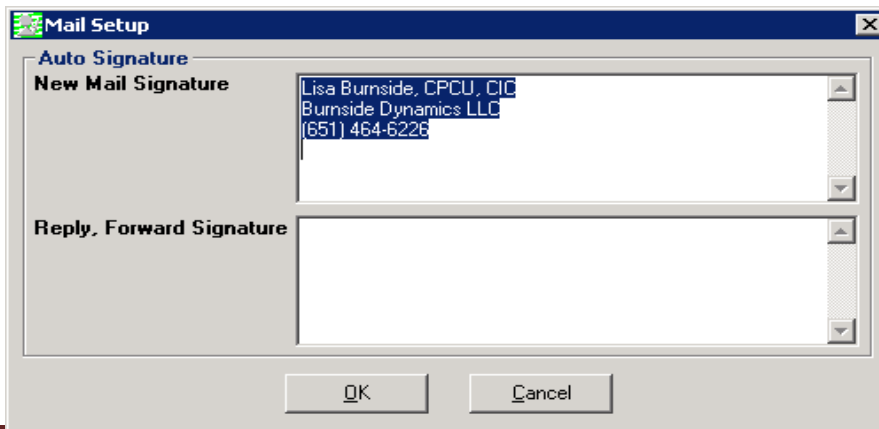 Mail Setup
Auto Signature
New Mail Signature
Lisa Burnside, CPCU, CIC
Burnside Dynamics LLC
(651) 464-6226
Reply, Forward Signature
OK
Cancel